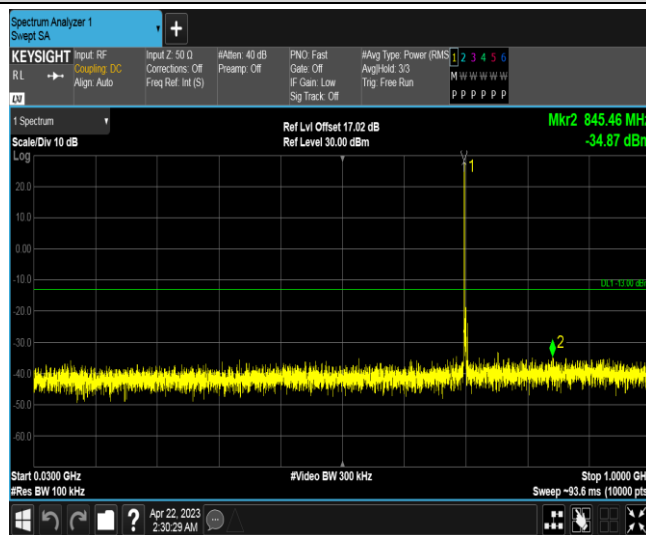 Spectrum Analyzer 1
Swept SA
KEYSIGHT
RL
LXI
Input: RF
Coupling: DC
Align: Auto
Input Z: 50 Ω
Corrections: Off
Freq Ref: Int (S)
#Atten: 40 dB
Preamp: Off
PNO: Fast
Gate: Off
IF Gain: Low
Sig Track: Off
#Avg Type: Power (RMS
Avg|Hold: 3/3
Trig: Free Run
1 2 3 4 5 6
M W W W W W
P P P P P P
1 Spectrum
Scale/Div 10 dB
Log
Ref Lvl Offset 17.02 dB
Ref Level 30.00 dBm
Mkr2 845.46 MHz
-34.87 dBm
1
20.0
10.0
0.00
-10.0
DL1 -13.00 dBm
-20.0
-30.0
2
-40.0
-50.0
-60.0
Start 0.0300 GHz
#Video BW 300 kHz
Stop 1.0000 GHz
#Res BW 100 kHz
Sweep ~93.6 ms (10000 pts)
?
Apr 22, 2023
2:30:29 AM